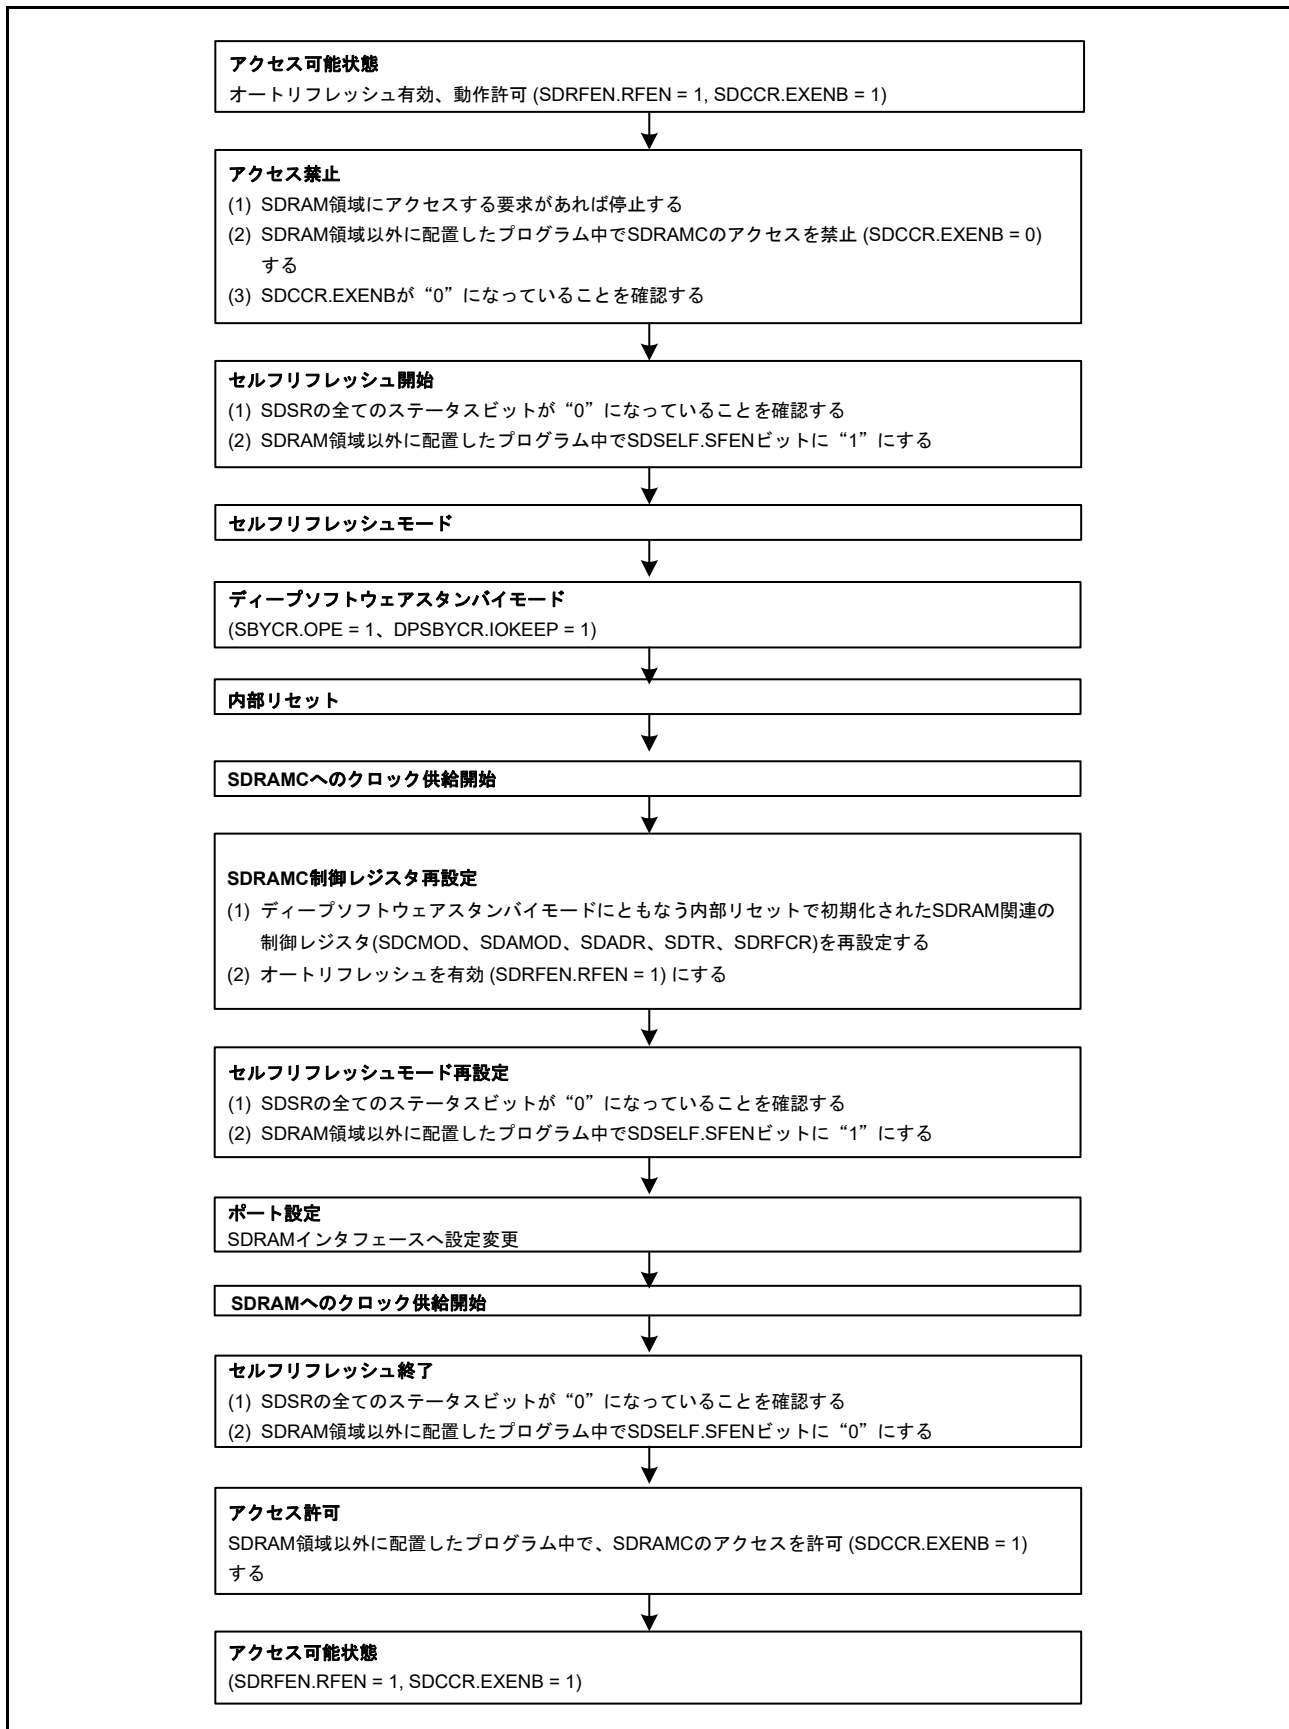 アクセス可能状態
オートリフレッシュ有効、動作許可 (SDRFEN.RFEN = 1, SDCCR.EXENB = 1)
アクセス禁止
(1) SDRAM領域にアクセスする要求があれば停止する
(2) SDRAM領域以外に配置したプログラム中でSDRAMCのアクセスを禁止 (SDCCR.EXENB = 0)
する
(3) SDCCR.EXENBが“0”になっていることを確認する
セルフリフレッシュ開始
(1) SDSRの全てのステータスビットが“0”になっていることを確認する
(2) SDRAM領域以外に配置したプログラム中でSDSELF.SFENビットに“1”にする
セルフリフレッシュモード
ディープソフトウェアスタンバイモード
(SBYCR.OPE = 1、DPSBYCR.IOKEEP = 1)
内部リセット
SDRAMCへのクロック供給開始
SDRAMC制御レジスタ再設定
(1) ディープソフトウェアスタンバイモードにともなう内部リセットで初期化されたSDRAM関連の
制御レジスタ(SDCMOD、SDAMOD、SDADR、SDTR、SDRFCR)を再設定する
(2) オートリフレッシュを有効 (SDRFEN.RFEN = 1) にする
セルフリフレッシュモード再設定
(1) SDSRの全てのステータスビットが“0”になっていることを確認する
(2) SDRAM領域以外に配置したプログラム中でSDSELF.SFENビットに“1”にする
ポート設定
SDRAMインタフェースへ設定変更
SDRAMへのクロック供給開始
セルフリフレッシュ終了
(1) SDSRの全てのステータスビットが“0”になっていることを確認する
(2) SDRAM領域以外に配置したプログラム中でSDSELF.SFENビットに“0”にする
アクセス許可
SDRAM領域以外に配置したプログラム中で、SDRAMCのアクセスを許可 (SDCCR.EXENB = 1)
する
アクセス可能状態
(SDRFEN.RFEN = 1, SDCCR.EXENB = 1)